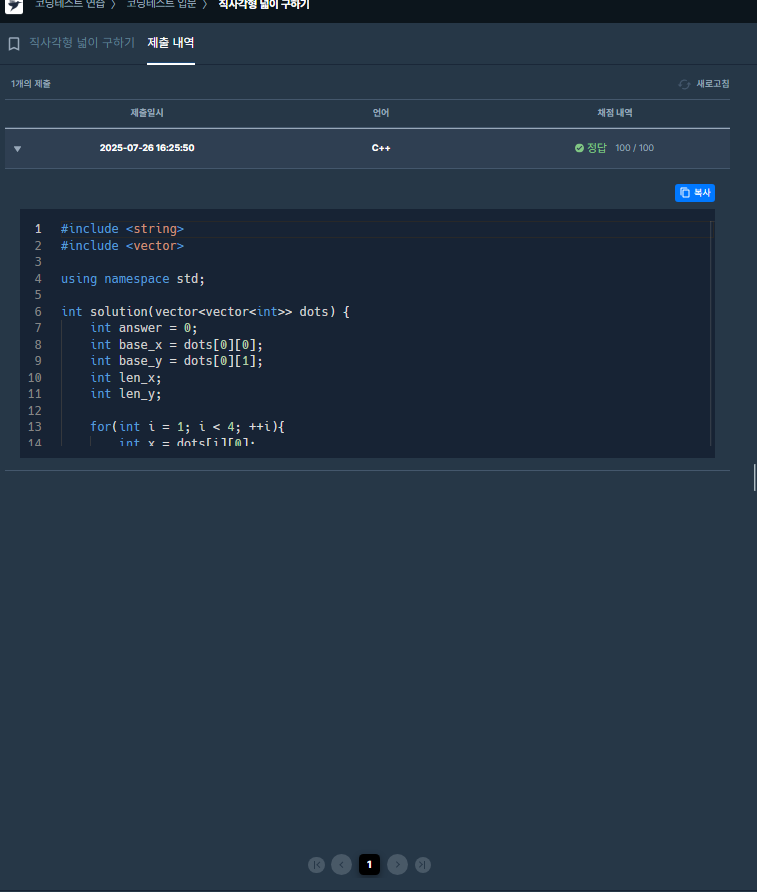 코딩테스트 연습 〉 코딩테스트 입문 〉 직사각형 넓이 구하기
직사각형 넓이 구하기 제출 내역
1개의 제출 새로고침
제출일시 언어 채점 내역
▼ 2025-07-26 16:25:50 C++ 정답 100 / 100
복사
1 #include <string>
2 #include <vector>
3
4 using namespace std;
5
6 int solution(vector<vector<int>> dots) {
7 int answer = 0;
8 int base_x = dots[0][0];
9 int base_y = dots[0][1];
10 int len_x;
11 int len_y;
12
13 for(int i = 1; i < 4; ++i){
14 int x = dots[i][0];
1